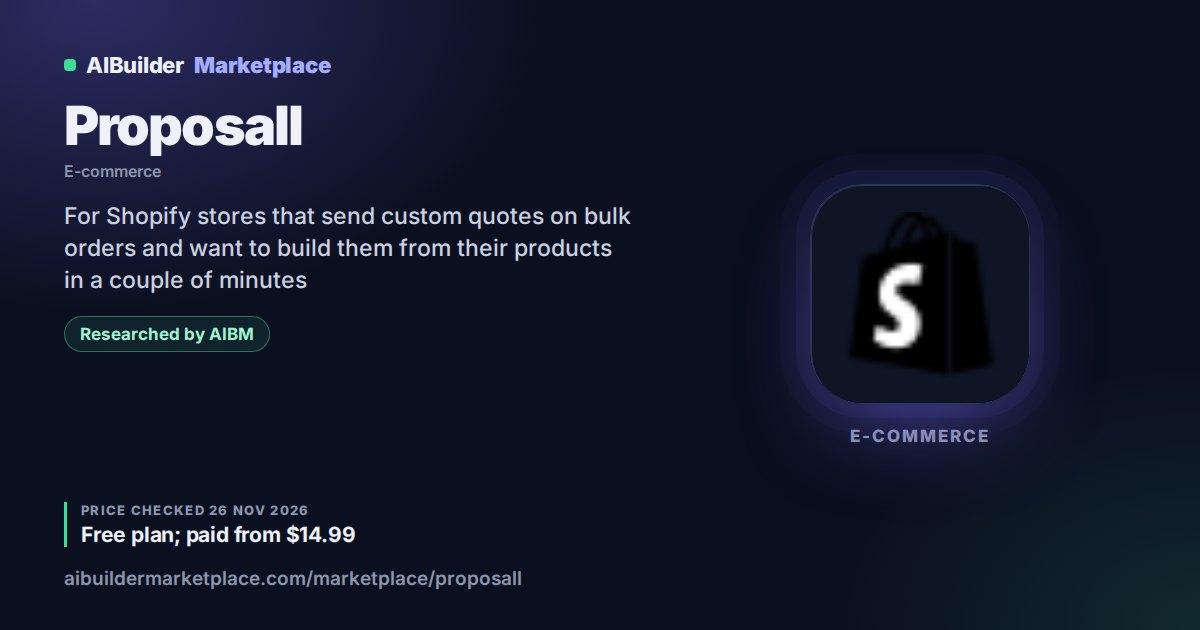 AIBuilder Marketplace
Proposall
E-commerce
For Shopify stores that send custom quotes on bulk
orders and want to build them from their products
in a couple of minutes
Researched by AIBM
S
E-COMMERCE
PRICE CHECKED 26 NOV 2026
Free plan; paid from $14.99
aibuildermarketplace.com/marketplace/proposall